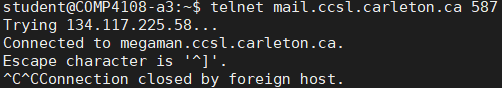 student@COMP4108-a3:~$ telnet mail.ccsl.carleton.ca 587
Trying 134.117.225.58...
Connected to megaman.ccsl.carleton.ca.
Escape character is '^]'.
^C^CConnection closed by foreign host.